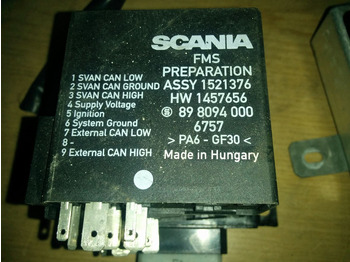 SCANIA
FMS
PREPARATION
ASSY 1521376
HW 1457656
S 89 8094 000
6757
> PA6 - GF30 <
Made in Hungary
1 SVAN CAN LOW
2 SVAN CAN GROUND
3 SVAN CAN HIGH
4 Supply Voltage
5 Ignition
6 System Ground
7 External CAN LOW
8 -
9 External CAN HIGH